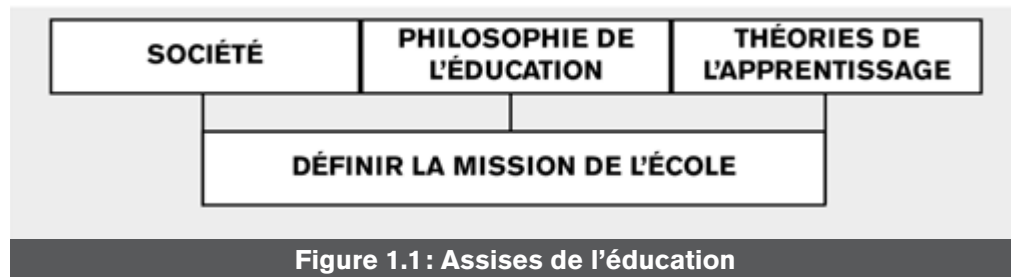 SOCIÉTÉ
PHILOSOPHIE DE
L'ÉDUCATION
THÉORIES DE
L'APPRENTISSAGE
DÉFINIR LA MISSION DE L'ÉCOLE
Figure 1.1 : Assises de l'éducation